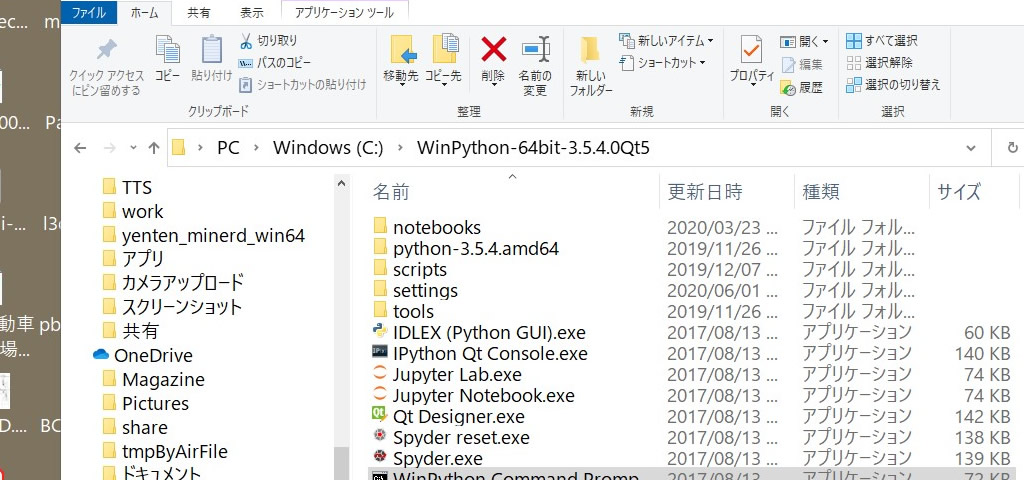 ec... m
ファイル ホーム 共有 表示 アプリケーション ツール
クイック アクセス
にピン留めする
コピー
貼り付け
切り取り
パスのコピー
ショートカットの貼り付け
クリップボード
移動先
コピー先
削除
名前の
変更
整理
新しい
フォルダー
新しいアイテム
ショートカット
新規
プロパティ
開く
編集
履歴
開く
すべて選択
選択解除
選択の切り替え
選択
00... Pa
PC > Windows (C:) > WinPython-64bit-3.5.4.0Qt5
i-... l3
動車 pb
場...
D.... BC
TTS
work
yenten_minerd_win64
アプリ
カメラアップロード
スクリーンショット
共有
OneDrive
Magazine
Pictures
share
tmpByAirFile
ドキュメント
名前 更新日時 種類 サイズ
notebooks 2020/03/23 ... ファイル フォル...
python-3.5.4.amd64 2019/11/26 ... ファイル フォル...
scripts 2019/12/07 ... ファイル フォル...
settings 2020/06/01 ... ファイル フォル...
tools 2019/11/26 ... ファイル フォル...
IDLEX (Python GUI).exe 2017/08/13 ... アプリケーション 60 KB
IPython Qt Console.exe 2017/08/13 ... アプリケーション 140 KB
Jupyter Lab.exe 2017/08/13 ... アプリケーション 74 KB
Jupyter Notebook.exe 2017/08/13 ... アプリケーション 74 KB
Qt Designer.exe 2017/08/13 ... アプリケーション 142 KB
Spyder reset.exe 2017/08/13 ... アプリケーション 138 KB
Spyder.exe 2017/08/13 ... アプリケーション 139 KB
WinPython Command Promp... 2017/08/13 ... アプリケーション 72 KB